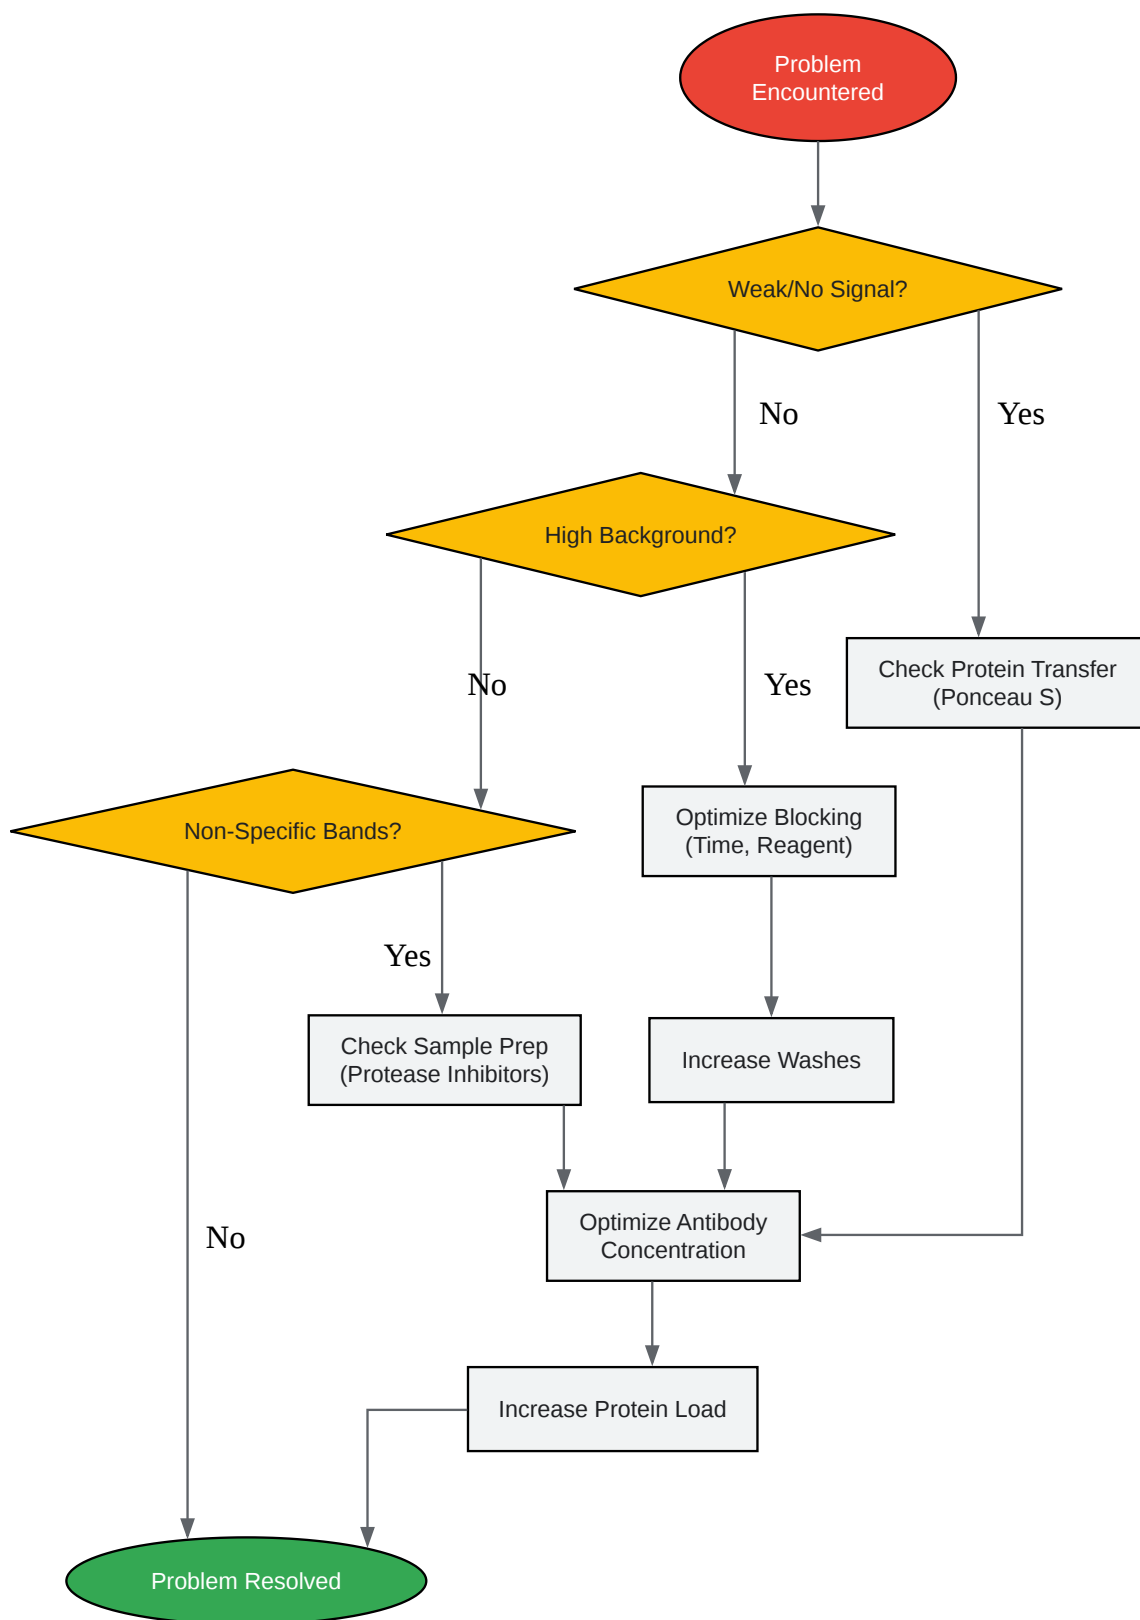 Problem
Encountered
Weak/No Signal?
No
Yes
High Background?
No
Yes
Check Protein Transfer
(Ponceau S)
Non-Specific Bands?
Optimize Blocking
(Time, Reagent)
Yes
Check Sample Prep
(Protease Inhibitors)
Increase Washes
No
Optimize Antibody
Concentration
Increase Protein Load
Problem Resolved